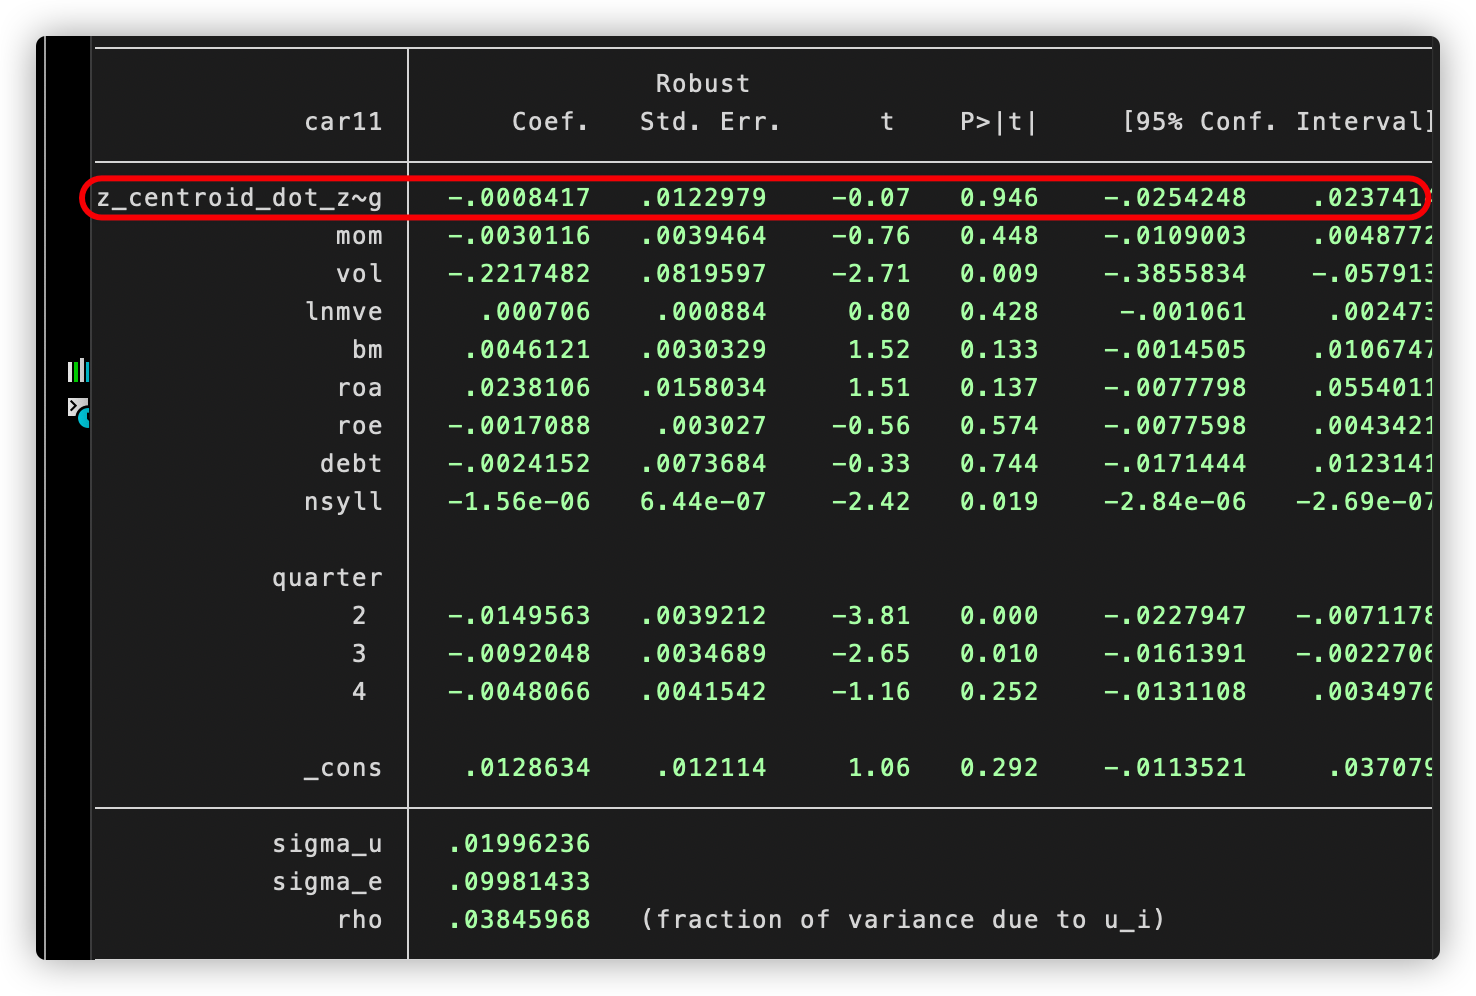 Robust
car11 Coef. Std. Err. t P>|t| [95% Conf. Interval]
z_centroid_dot_z~g -.0008417 .0122979 -0.07 0.946 -.0254248 .0237414
mom -.0030116 .0039464 -0.76 0.448 -.0109003 .0048772
vol -.2217482 .0819597 -2.71 0.009 -.3855834 -.057913
lnmve .000706 .000884 0.80 0.428 -.001061 .002473
bm .0046121 .0030329 1.52 0.133 -.0014505 .0106747
roa .0238106 .0158034 1.51 0.137 -.0077798 .0554011
roe -.0017088 .003027 -0.56 0.574 -.0077598 .0043421
debt -.0024152 .0073684 -0.33 0.744 -.0171444 .0123141
nsyll -1.56e-06 6.44e-07 -2.42 0.019 -2.84e-06 -2.69e-07
quarter
2 -.0149563 .0039212 -3.81 0.000 -.0227947 -.0071178
3 -.0092048 .0034689 -2.65 0.010 -.0161391 -.0022706
4 -.0048066 .0041542 -1.16 0.252 -.0131108 .0034976
_cons .0128634 .012114 1.06 0.292 -.0113521 .037079
sigma_u .01996236
sigma_e .09981433
rho .03845968 (fraction of variance due to u_i)